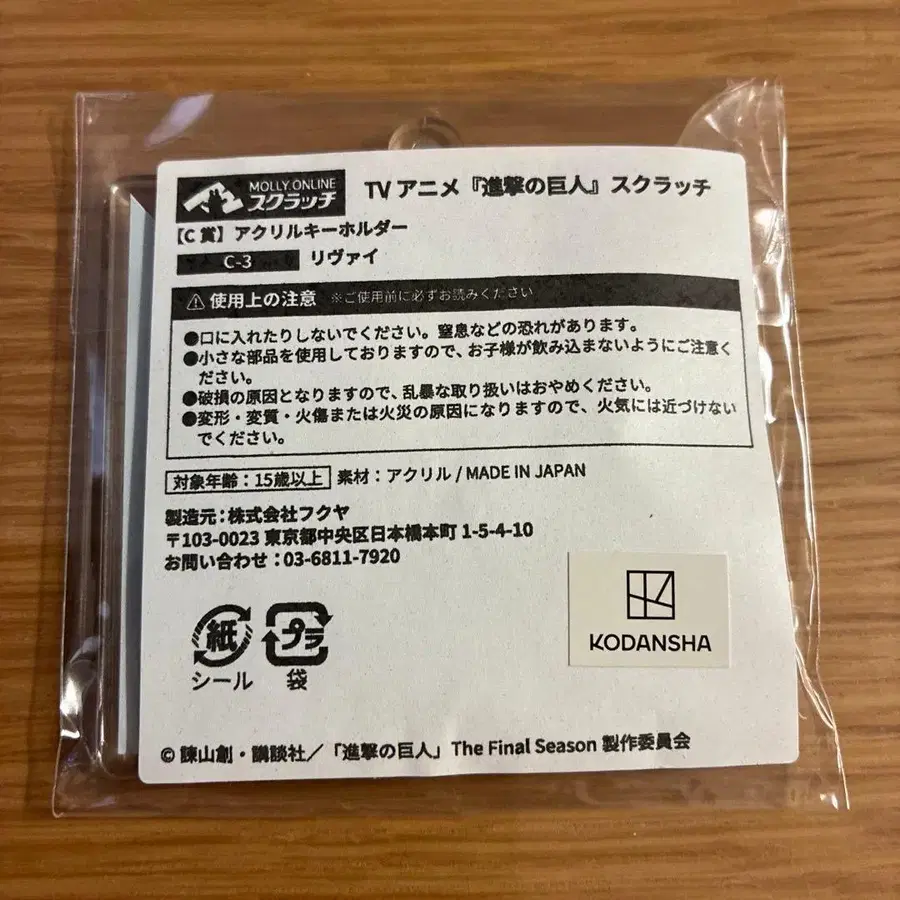 MOLLY.ONLINE
スクラッチ
TVアニメ『進撃の巨人』スクラッチ
【C賞】アクリルキーホルダー
C-3 リヴァイ
使用上の注意 ※ご使用前に必ずお読みください
●口に入れたりしないでください。窒息などの恐れがあります。
●小さな部品を使用しておりますので、お子様が飲み込まないようにご注意く
ださい。
●破損の原因となりますので、乱暴な取り扱いはおやめください。
●変形・変質・火傷または火災の原因になりますので、火気には近づけない
でください。
対象年齢：15歳以上 素材：アクリル / MADE IN JAPAN
製造元：株式会社フクヤ
〒103-0023 東京都中央区日本橋本町 1-5-4-10
お問い合わせ：03-6811-7920
紙 プラ
シール 袋
KODANSHA
© 諫山創・講談社／「進撃の巨人」The Final Season 製作委員会